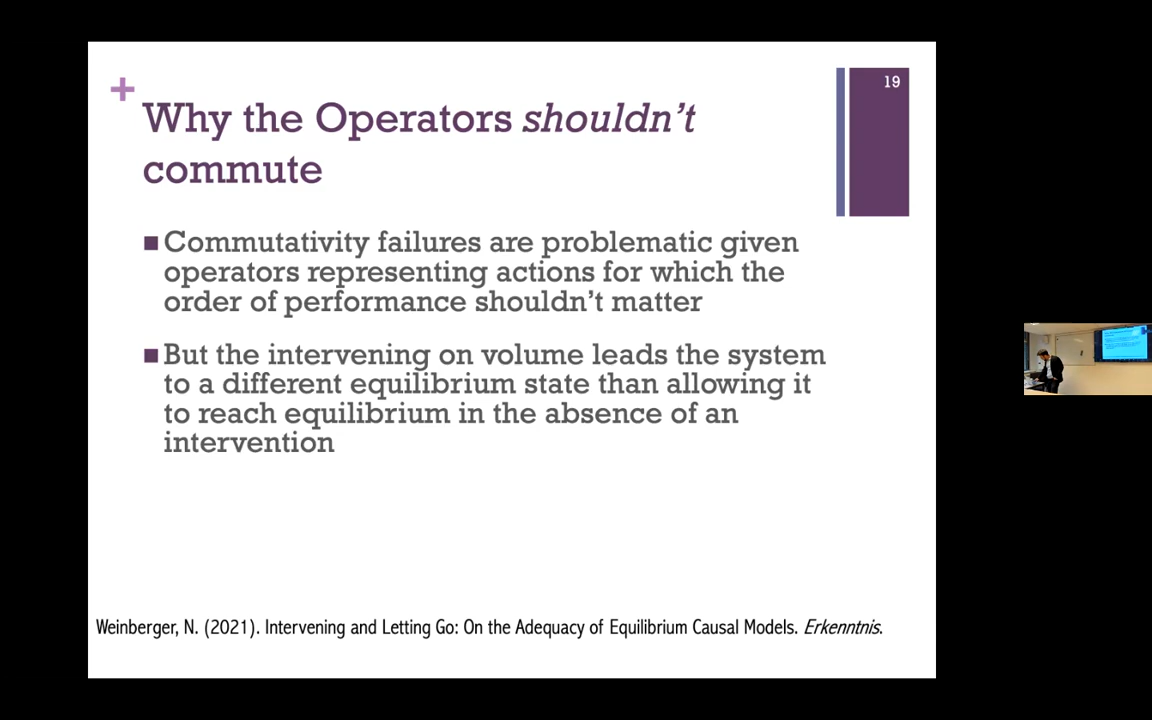 19
+
Why the Operators shouldn't
commute
■ Commutativity failures are problematic given
operators representing actions for which the
order of performance shouldn't matter
■ But the intervening on volume leads the system
to a different equilibrium state than allowing it
to reach equilibrium in the absence of an
intervention
Weinberger, N. (2021). Intervening and Letting Go: On the Adequacy of Equilibrium Causal Models. Erkenntnis.